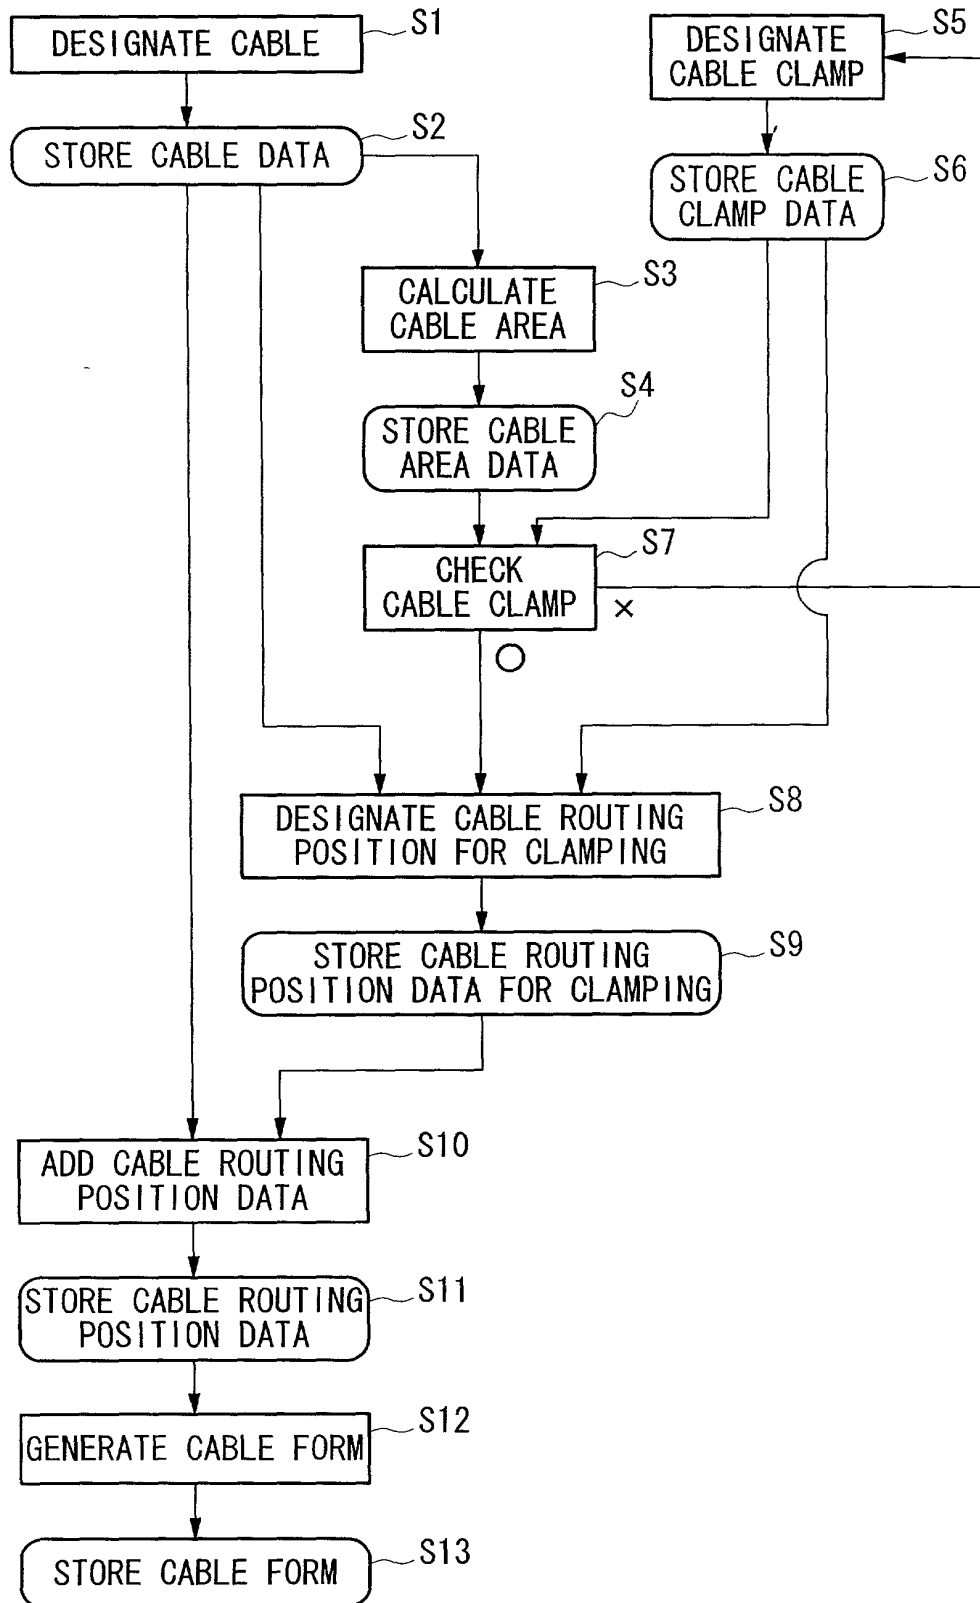 DESIGNATE CABLE
S1
STORE CABLE DATA
S2
DESIGNATE
CABLE CLAMP
S5
STORE CABLE
CLAMP DATA
S6
CALCULATE
CABLE AREA
S3
STORE CABLE
AREA DATA
S4
CHECK
CABLE CLAMP
S7
×
○
DESIGNATE CABLE ROUTING
POSITION FOR CLAMPING
S8
STORE CABLE ROUTING
POSITION DATA FOR CLAMPING
S9
ADD CABLE ROUTING
POSITION DATA
S10
STORE CABLE ROUTING
POSITION DATA
S11
GENERATE CABLE FORM
S12
STORE CABLE FORM
S13